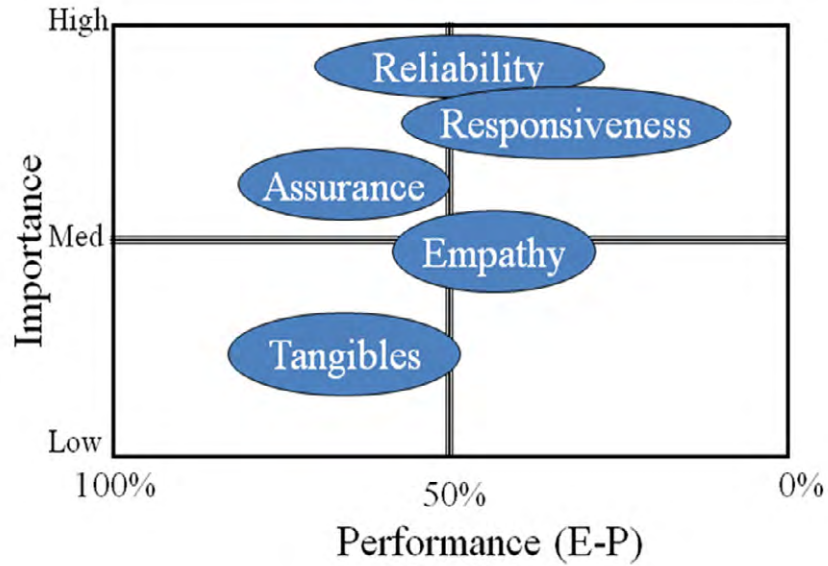 High
Reliability
Responsiveness
Assurance
Med
Empathy
Tangibles
Low
100%
50%
0%
Importance
Performance (E-P)